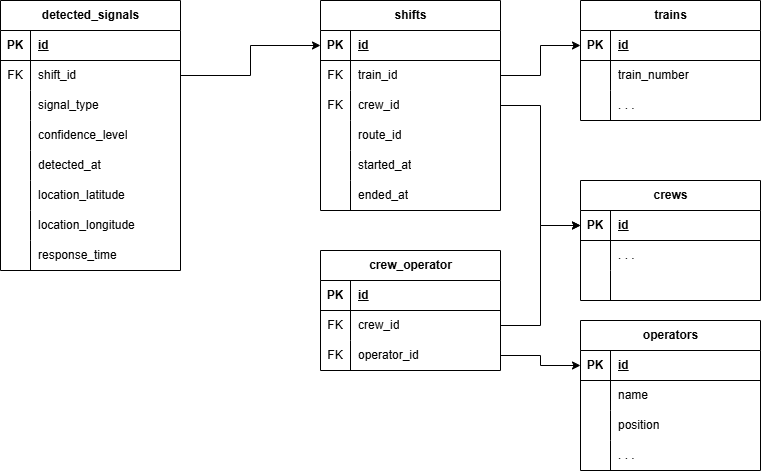 detected_signals
PK id
FK shift_id
signal_type
confidence_level
detected_at
location_latitude
location_longitude
response_time
shifts
PK id
FK train_id
FK crew_id
route_id
started_at
ended_at
crew_operator
PK id
FK crew_id
FK operator_id
trains
PK id
train_number
. . .
crews
PK id
. . .
operators
PK id
name
position
. . .